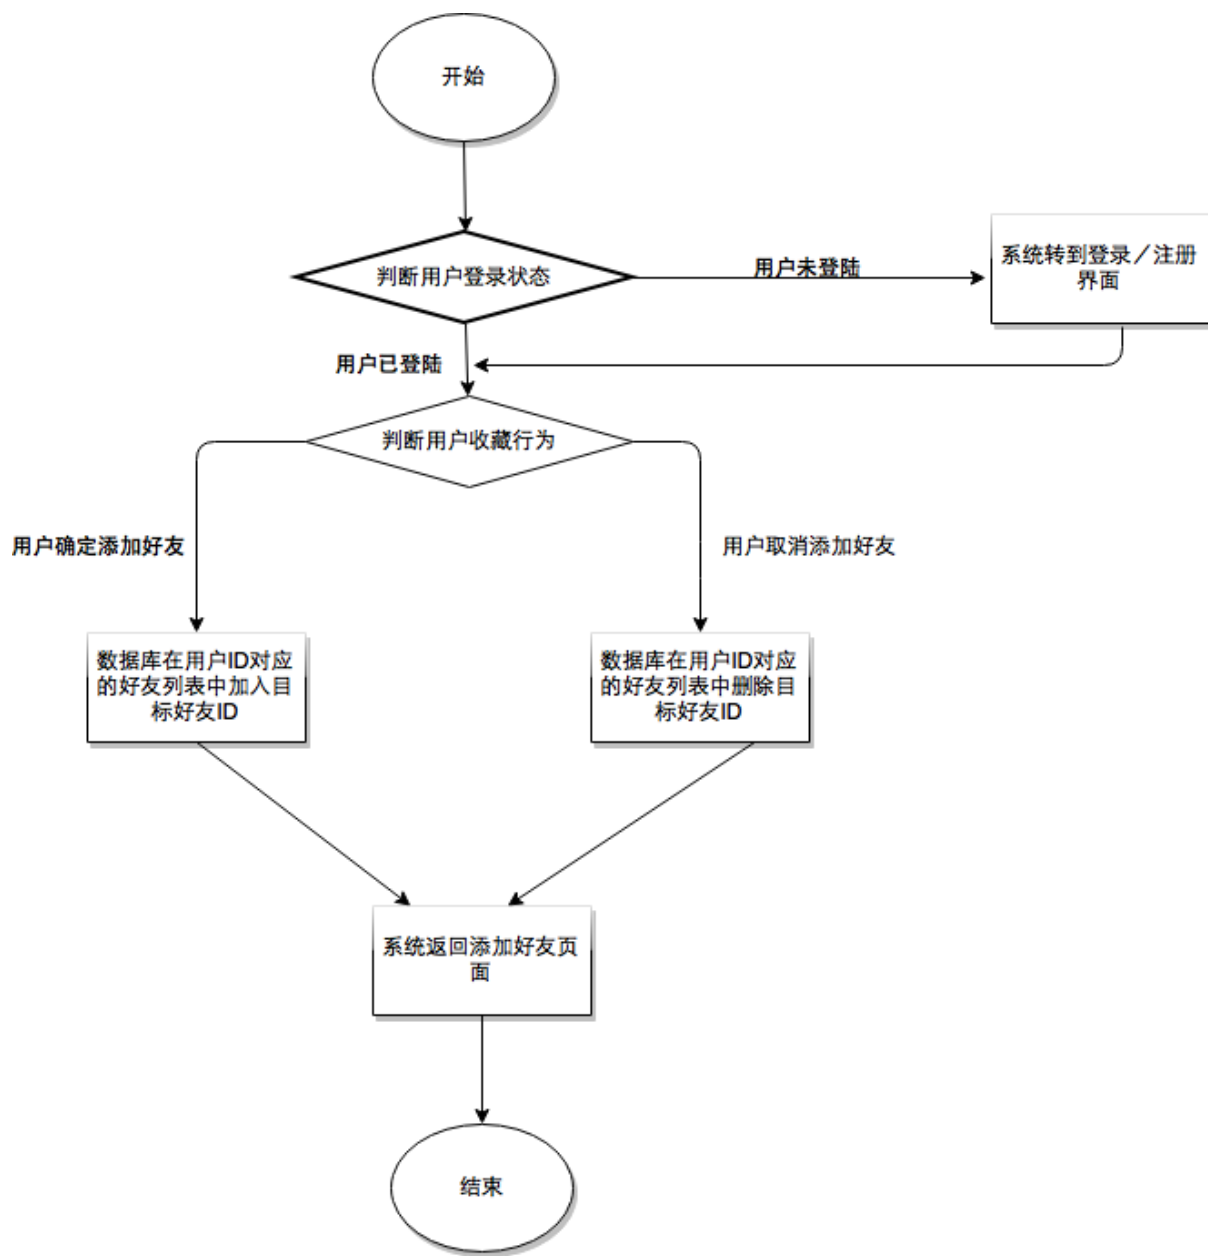 开始
判断用户登录状态
用户未登陆
系统转到登录／注册
界面
用户已登陆
判断用户收藏行为
用户确定添加好友
用户取消添加好友
数据库在用户ID对应
的好友列表中加入目
标好友ID
数据库在用户ID对应
的好友列表中删除目
标好友ID
系统返回添加好友页
面
结束